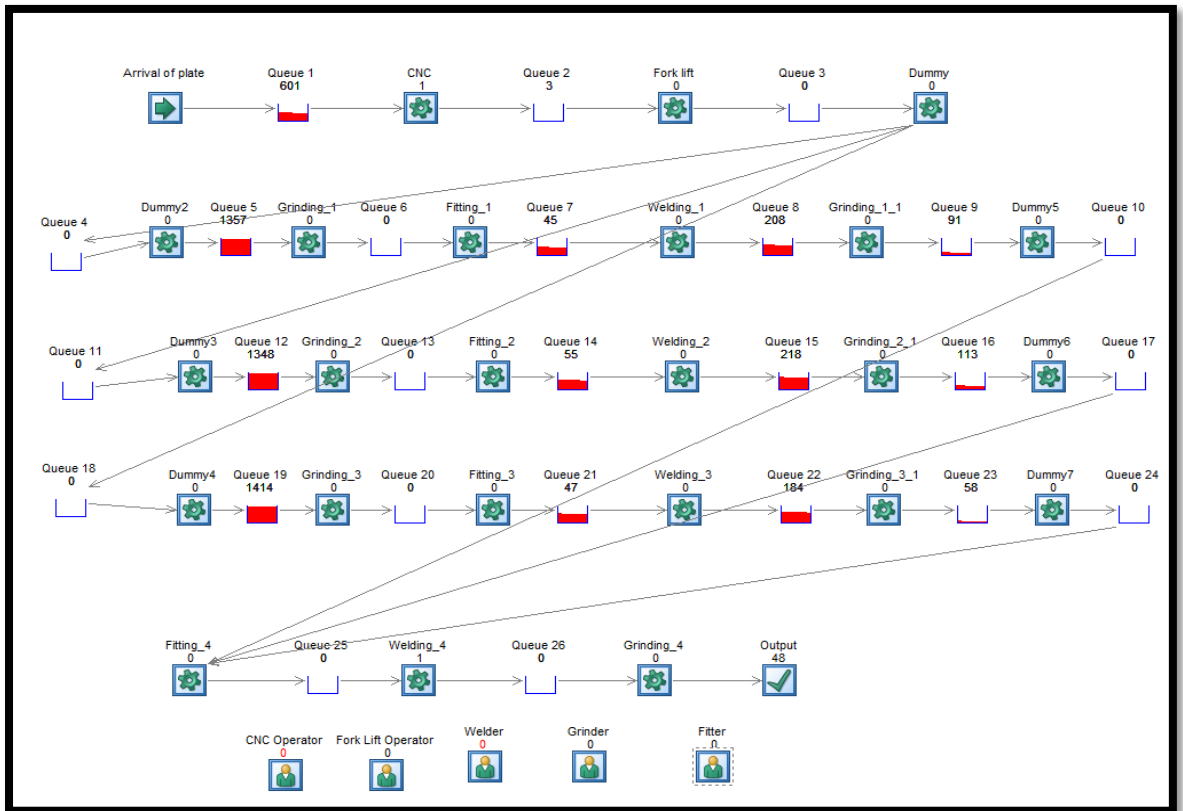 Arrival of plate Queue 1 CNC Queue 2 Fork lift Queue 3 Dummy
601 1 3 0 0 0
Queue 4 Dummy2 Queue 5 Grinding_1 Queue 6 Fitting_1 Queue 7 Welding_1 Queue 8 Grinding_1_1 Queue 9 Dummy5 Queue 10
0 0 1357 0 0 0 45 0 208 0 91 0 0
Queue 11 Dummy3 Queue 12 Grinding_2 Queue 13 Fitting_2 Queue 14 Welding_2 Queue 15 Grinding_2_1 Queue 16 Dummy6 Queue 17
0 0 1348 0 0 0 55 0 218 0 113 0 0
Queue 18 Dummy4 Queue 19 Grinding_3 Queue 20 Fitting_3 Queue 21 Welding_3 Queue 22 Grinding_3_1 Queue 23 Dummy7 Queue 24
0 0 1414 0 0 0 47 0 184 0 58 0 0
Fitting_4 Queue 25 Welding_4 Queue 26 Grinding_4 Output
0 0 1 0 0 48
CNC Operator Fork Lift Operator Welder Grinder Fitter
0 0 0 0 0